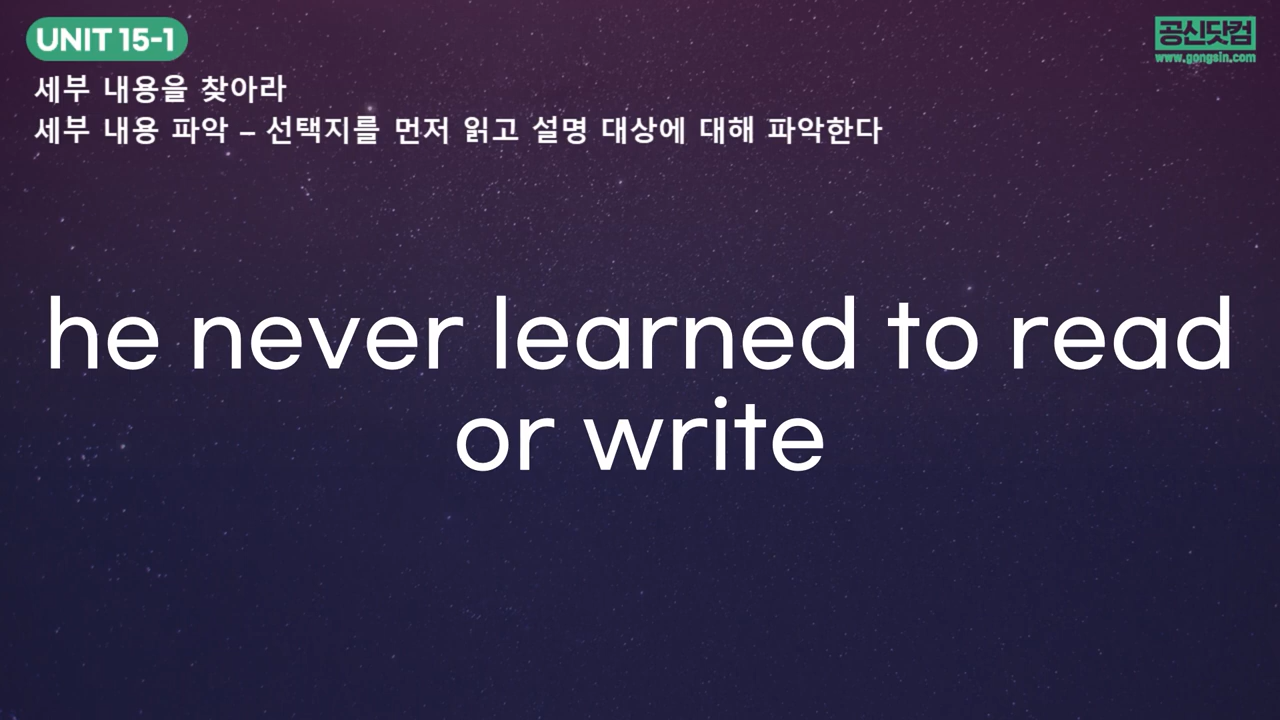 UNIT 15-1
공신닷컴
www.gongsin.com
세부 내용을 찾아라
세부 내용 파악 – 선택지를 먼저 읽고 설명 대상에 대해 파악한다
he never learned to read
or write